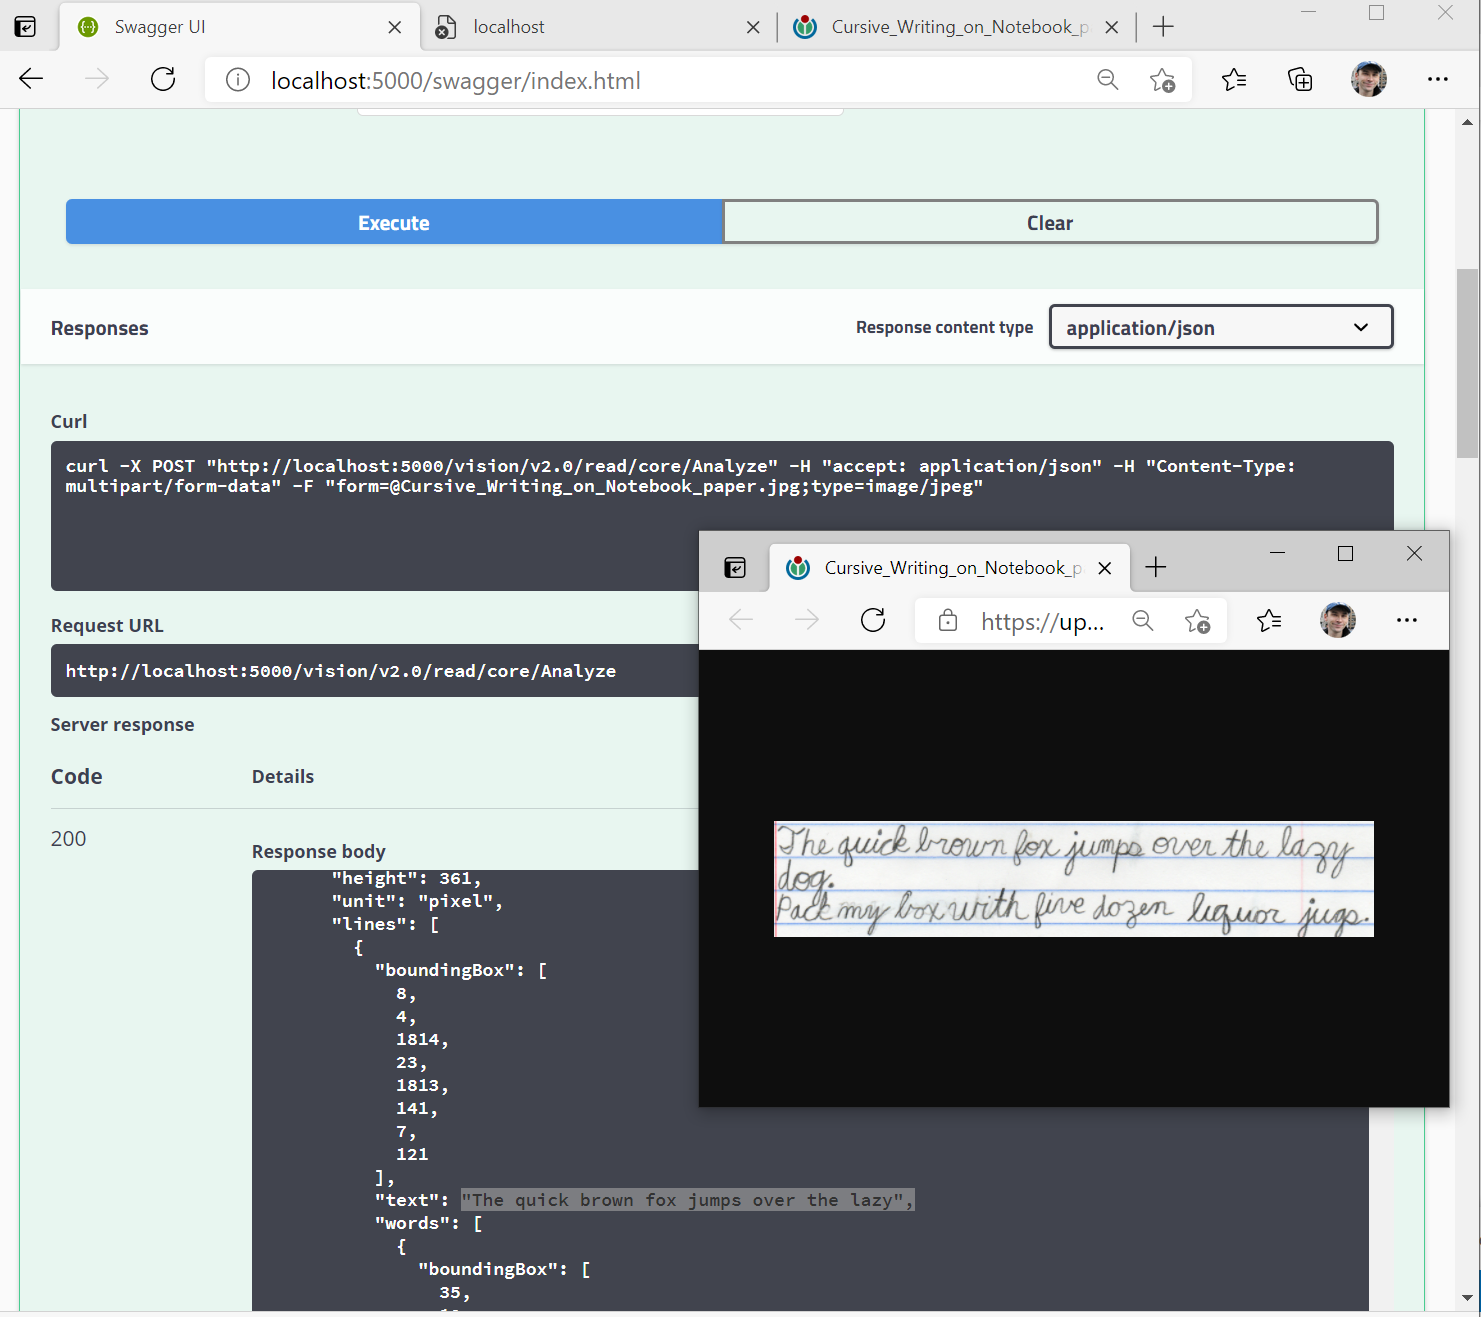 Swagger UI
localhost
Cursive_Writing_on_Notebook_p
localhost:5000/swagger/index.html
Execute
Clear
Responses
Response content type
application/json
Curl
curl -X POST "http://localhost:5000/vision/v2.0/read/core/Analyze" -H "accept: application/json" -H "Content-Type:
multipart/form-data" -F "form=@Cursive_Writing_on_Notebook_paper.jpg;type=image/jpeg"
Request URL
http://localhost:5000/vision/v2.0/read/core/Analyze
Server response
Code
Details
200
Response body
"height": 361,
"unit": "pixel",
"lines": [
{
"boundingBox": [
8,
4,
1814,
23,
1813,
141,
7,
121
],
"text": "The quick brown fox jumps over the lazy",
"words": [
{
"boundingBox": [
35,
Cursive_Writing_on_Notebook_p
https://up...
The quick brown fox jumps over the lazy
dog.
Pack my box with five dozen liquor jugs.